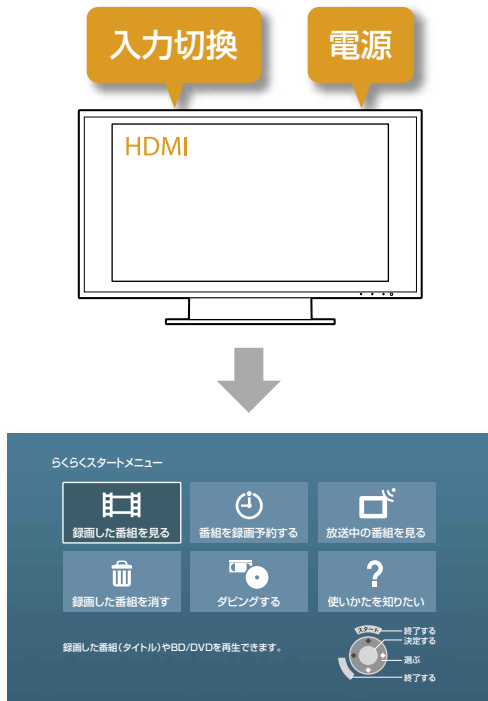 入力切換
電源
HDMI
らくらくスタートメニュー
録画した番組を見る
番組を録画予約する
放送中の番組を見る
録画した番組を消す
ダビングする
?
使いかたを知りたい
録画した番組(タイトル)やBD/DVDを再生できます。
スタート
終了する
決定する
選ぶ
終了する